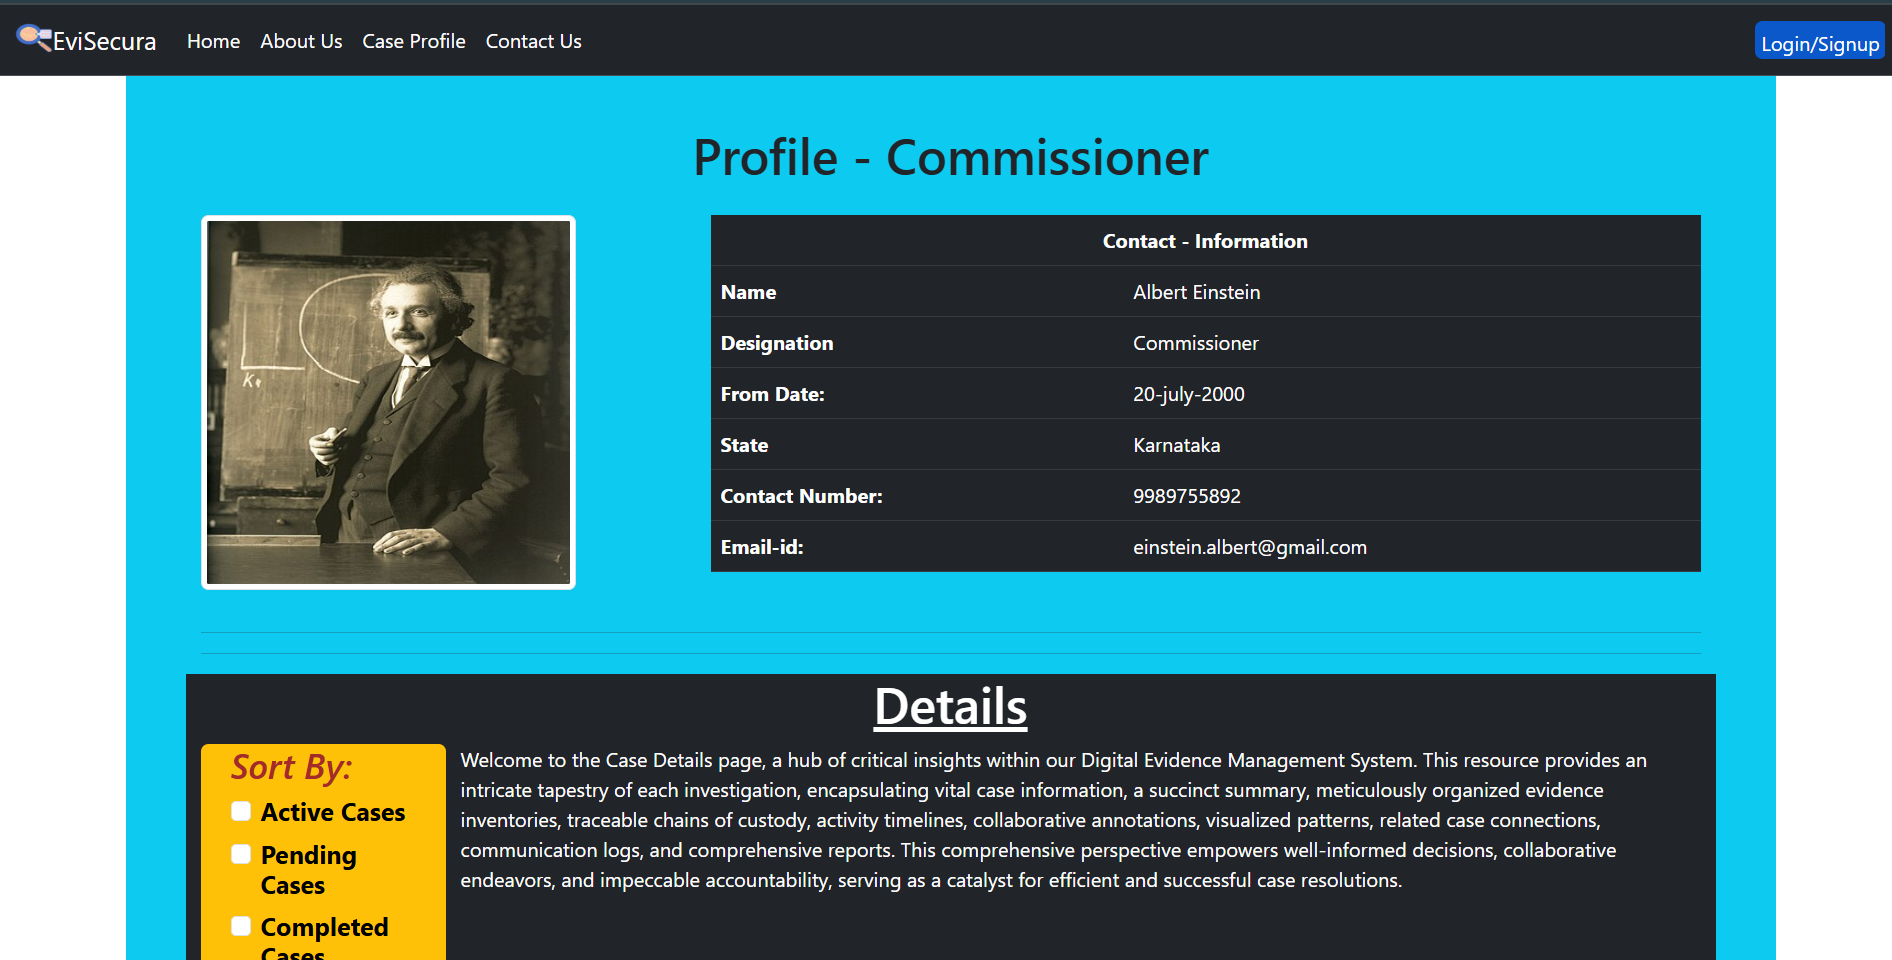 EviSecura Home About Us Case Profile Contact Us Login/Signup
Profile - Commissioner
K
Contact - Information
Name Albert Einstein
Designation Commissioner
From Date: 20-july-2000
State Karnataka
Contact Number: 9989755892
Email-id: einstein.albert@gmail.com
Details
Sort By:
Active Cases
Pending
Cases
Completed
Cases
Welcome to the Case Details page, a hub of critical insights within our Digital Evidence Management System. This resource provides an
intricate tapestry of each investigation, encapsulating vital case information, a succinct summary, meticulously organized evidence
inventories, traceable chains of custody, activity timelines, collaborative annotations, visualized patterns, related case connections,
communication logs, and comprehensive reports. This comprehensive perspective empowers well-informed decisions, collaborative
endeavors, and impeccable accountability, serving as a catalyst for efficient and successful case resolutions.